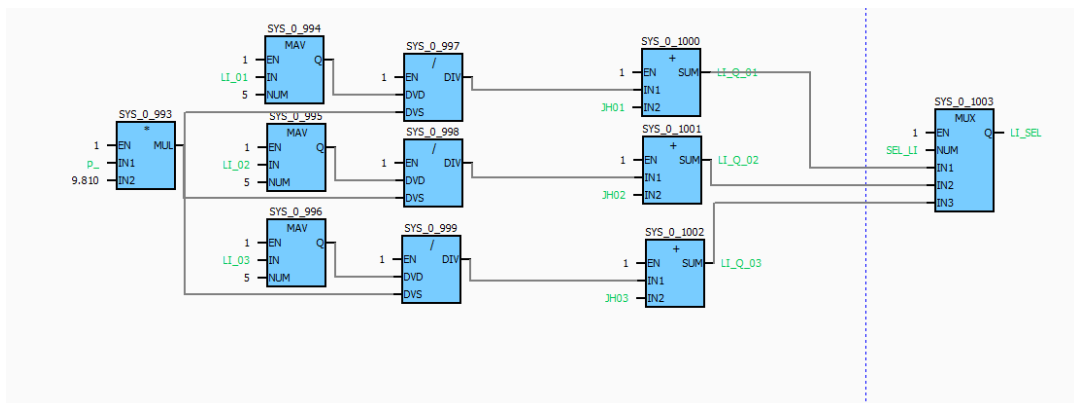 SYS_0_993
*
1 EN MUL
p_ IN1
9.810 IN2
SYS_0_994
MAV
1 EN Q
LI_01 IN
5 NUM
SYS_0_995
MAV
1 EN Q
LI_02 IN
5 NUM
SYS_0_996
MAV
1 EN Q
LI_03 IN
5 NUM
SYS_0_997
/
1 EN DIV
DVD
DVS
SYS_0_998
/
1 EN DIV
DVD
DVS
SYS_0_999
/
1 EN DIV
DVD
DVS
SYS_0_1000
+
1 EN SUM LI_Q_01
IN1
JH01 IN2
SYS_0_1001
+
1 EN SUM LI_Q_02
IN1
JH02 IN2
SYS_0_1002
+
1 EN SUM LI_Q_03
IN1
JH03 IN2
SYS_0_1003
MUX
1 EN Q LI_SEL
SEL_LI NUM
IN1
IN2
IN3